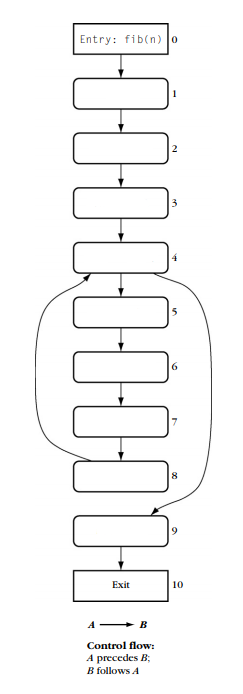 Entry: fib(n) 0
1
2
3
4
5
6
7
8
9
Exit 10
A B
Control flow:
A precedes B;
B follows A